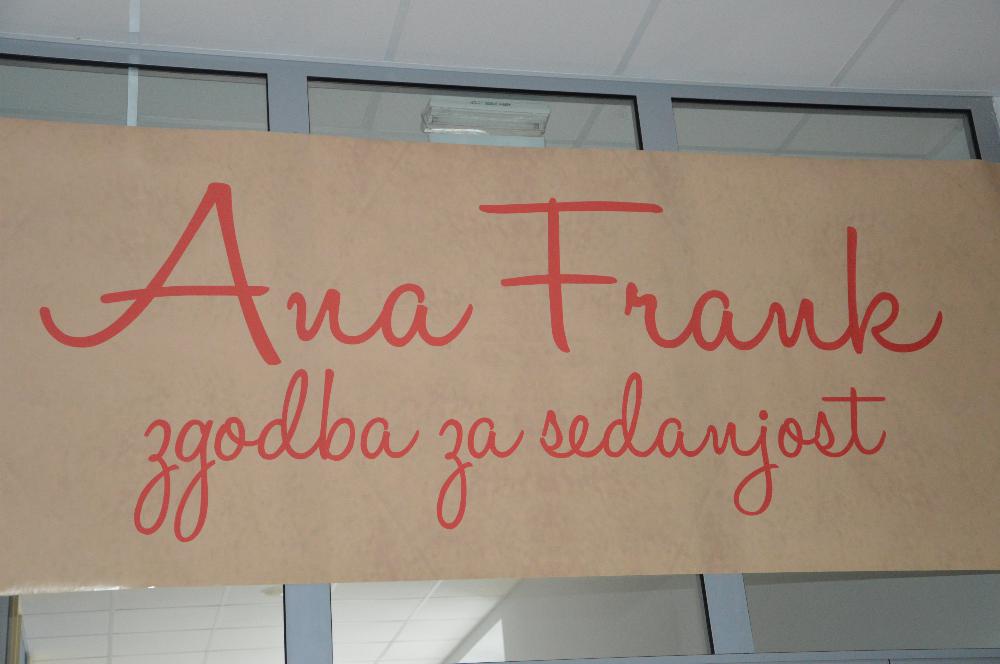 Ana Frank
zgodba za sedanjost